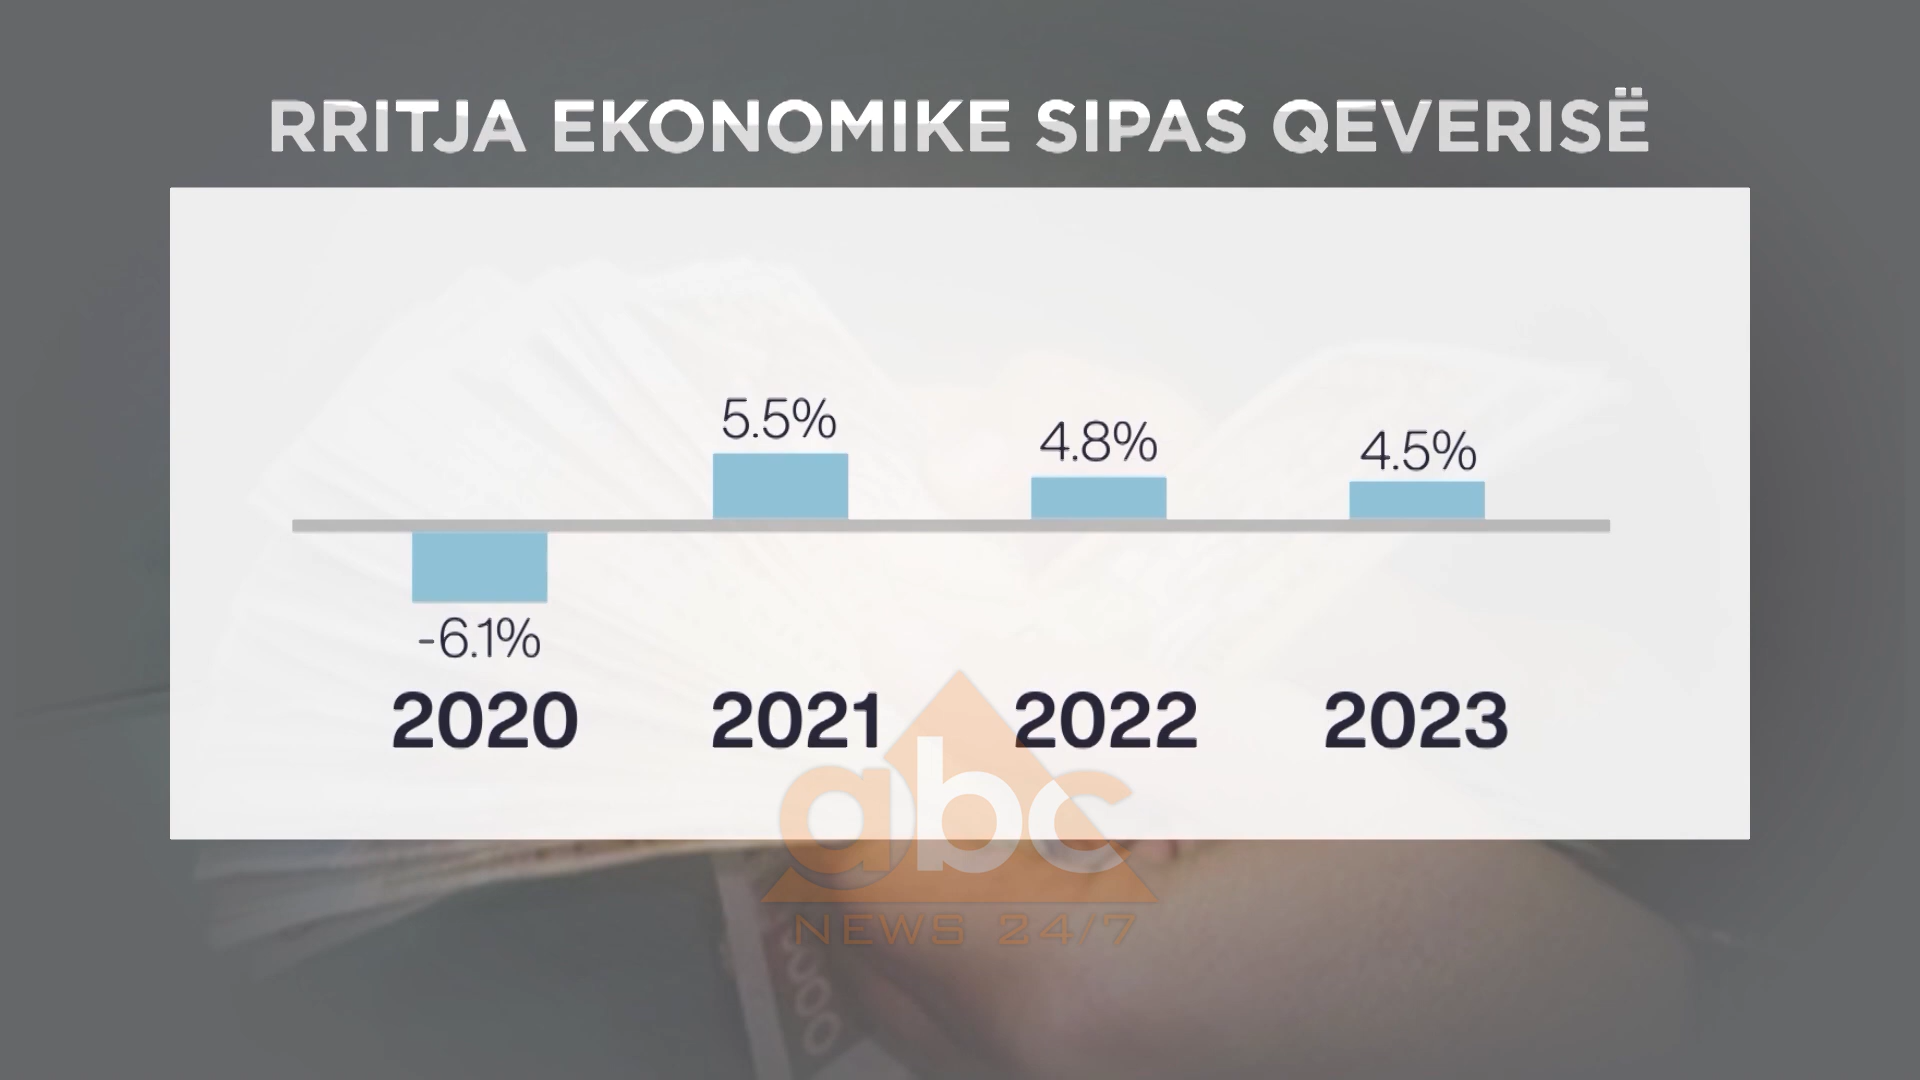 RRITJA EKONOMIKE SIPAS QEVERISË
5.5%
4.8%
4.5%
-6.1%
2020 2021 2022 2023
abc
NEWS 24/7